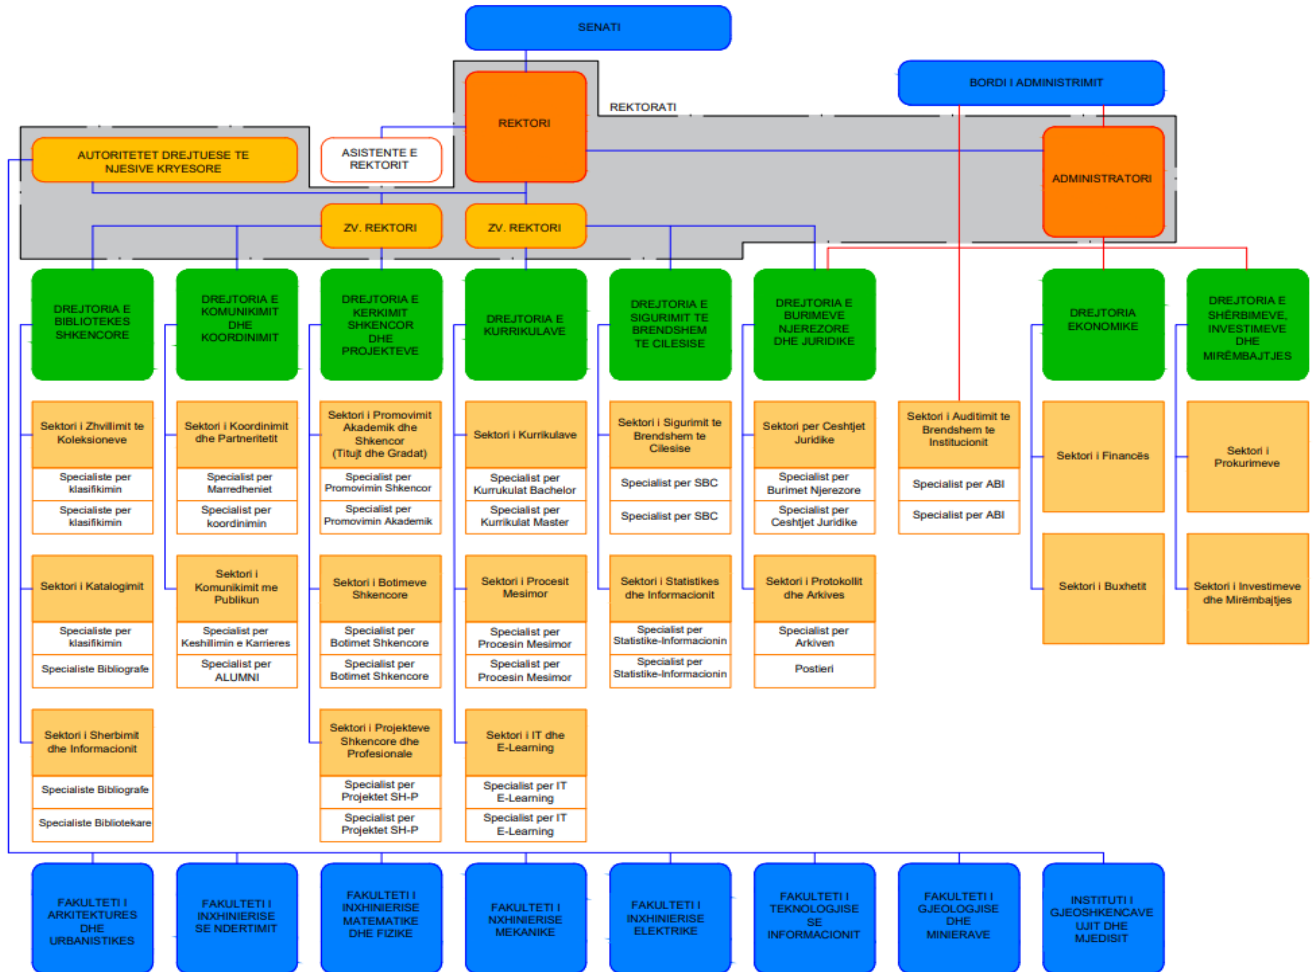 SENATI
BORDI I ADMINISTRIMIT
REKTORATI
REKTORI
AUTORITETET DREJTUESE TE
NJESIVE KRYESORE
ASISTENTE E
REKTORIT
ADMINISTRATORI
ZV. REKTORI
ZV. REKTORI
DREJTORIA E
BIBLIOTEKES
SHKENCORE
DREJTORIA E
KOMUNIKIMIT
DHE
KOORDINIMIT
DREJTORIA E
KERKIMIT
SHKENCOR
DHE
PROJEKTEVE
DREJTORIA E
KURRIKULAVE
DREJTORIA E
SIGURIMIT TE
BRENDSHEM
TE CILESISE
DREJTORIA E
BURIMEVE
NJEREZORE
DHE JURIDIKE
DREJTORIA
EKONOMIKE
DREJTORIA E
SHËRBIMEVE,
INVESTIMEVE
DHE
MIRËMBAJTJES
Sektori i Zhvillimit te
Koleksioneve
Specialiste per
klasifikimin
Specialiste per
klasifikimin
Sektori i Koordinimit
dhe Partneritetit
Specialist per
Marredheniet
Specialist per
koordinimin
Sektori i Promovimit
Akademik dhe
Shkencor
(Titujt dhe Gradat)
Specialist per
Promovimin Shkencor
Specialist per
Promovimin Akademik
Sektori i Kurrikulave
Specialist per
Kurrukulat Bachelor
Specialist per
Kurrikulat Master
Sektori i Sigurimit te
Brendshem te
Cilesise
Specialist per SBC
Specialist per SBC
Sektori per Ceshtjet
Juridike
Specialist per
Burimet Njerezore
Specialist per
Ceshtjet Juridike
Sektori i Auditimit te
Brendshem te
Institucionit
Specialist per ABI
Specialist per ABI
Sektori i Financës
Sektori i
Prokurimeve
Sektori i Katalogimit
Specialiste per
klasifikimin
Specialiste Bibliografe
Sektori i
Komunikimit me
Publikun
Specialist per
Keshillimin e Karrieres
Specialist per
ALUMNI
Sektori i Botimeve
Shkencore
Specialist per
Botimet Shkencore
Specialist per
Botimet Shkencore
Sektori i Procesit
Mesimor
Specialist per
Procesin Mesimor
Specialist per
Procesin Mesimor
Sektori i Statistikes
dhe Informacionit
Specialist per
Statistike-Informacionin
Specialist per
Statistike-Informacionin
Sektori i Protokollit
dhe Arkives
Specialist per
Arkiven
Postieri
Sektori i Buxhetit
Sektori i Investimeve
dhe Mirëmbajtjes
Sektori i Sherbimit
dhe Informacionit
Specialiste Bibliografe
Specialiste Bibliotekare
Sektori i Projekteve
Shkencore dhe
Profesionale
Specialist per
Projektet SH-P
Specialist per
Projektet SH-P
Sektori i IT dhe
E-Learning
Specialist per IT
E-Learning
Specialist per IT
E-Learning
FAKULTETI I
ARKITEKTURES
DHE
URBANISTIKES
FAKULTETI I
INXHINIERISE
SE NDERTIMIT
FAKULTETI I
INXHINIERISE
MATEMATIKE
DHE FIZIKE
FAKULTETI I
NXHINIERISE
MEKANIKE
FAKULTETI I
INXHINIERISE
ELEKTRIKE
FAKULTETI I
TEKNOLOGJISE
SE
INFORMACIONIT
FAKULTETI I
GJEOLOGJISE
DHE
MINIERAVE
INSTITUTI I
GJEOSHKENCAVE
UJIT DHE
MJEDISIT